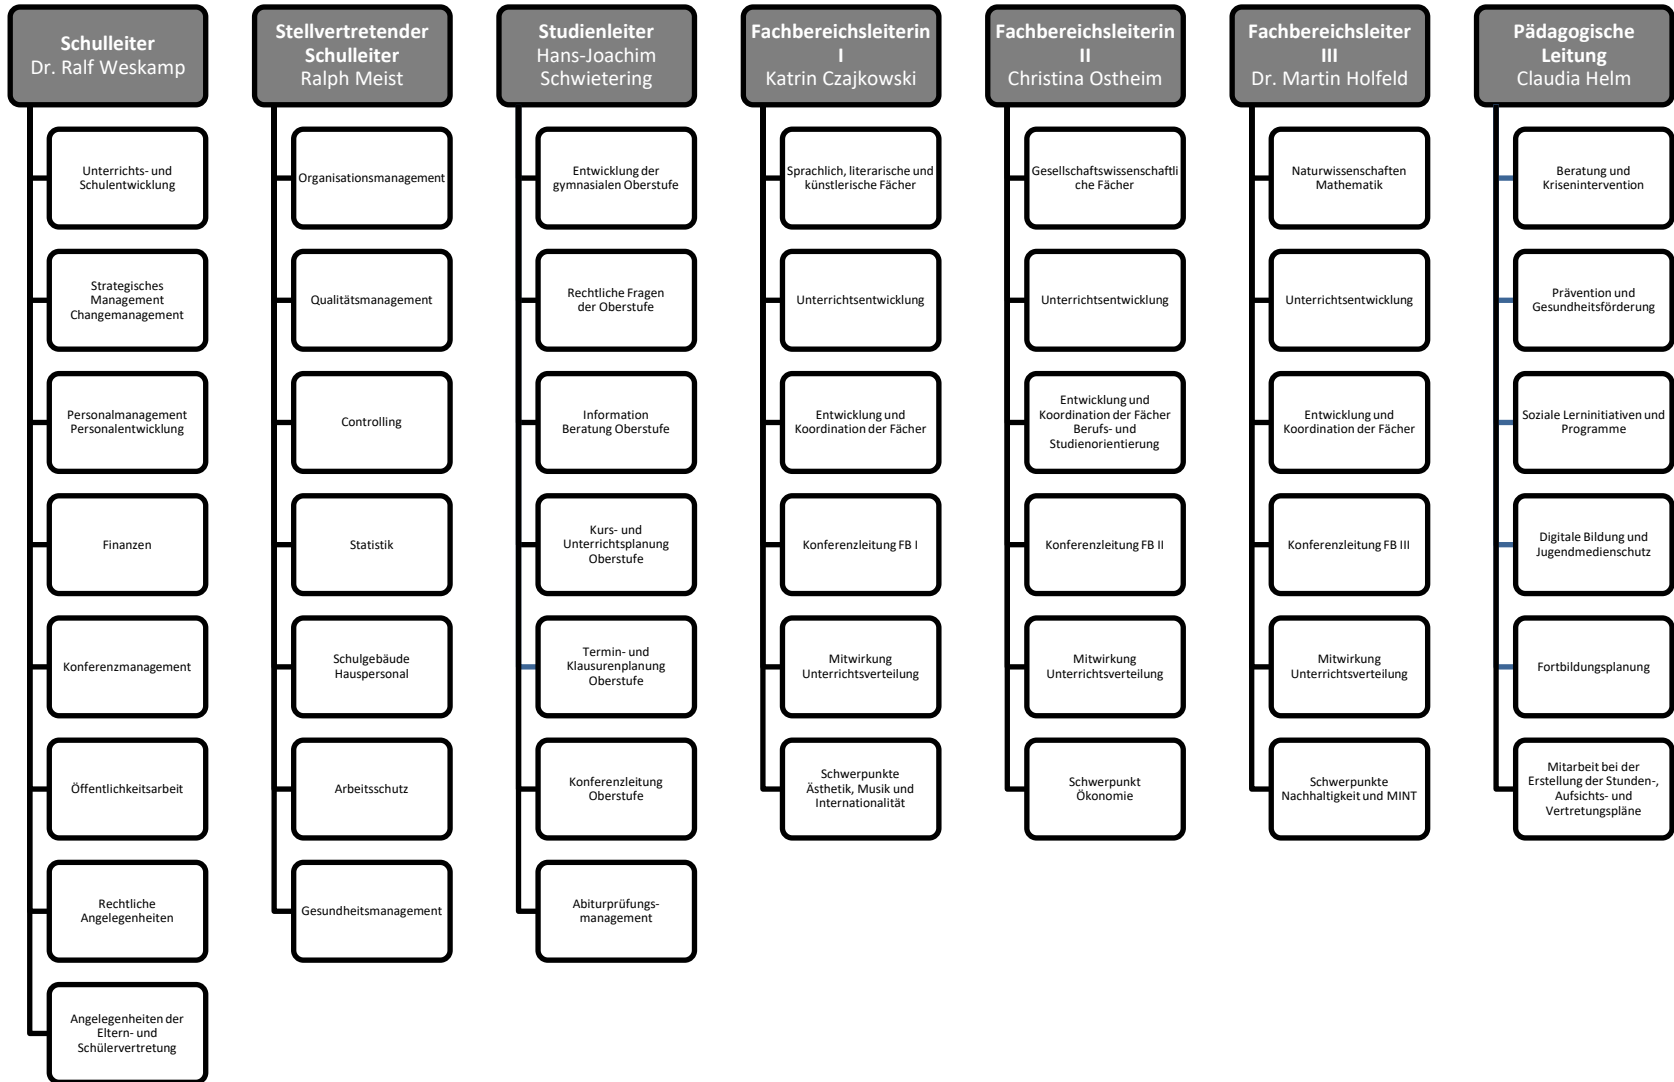 Schulleiter
Dr. Ralf Weskamp
Unterrichts- und
Schulentwicklung
Strategisches
Management
Changemanagement
Personalmanagement
Personalentwicklung
Finanzen
Konferenzmanagement
Öffentlichkeitsarbeit
Rechtliche
Angelegenheiten
Angelegenheiten der
Eltern- und
Schülervertretung
Stellvertretender
Schulleiter
Ralph Meist
Organisationsmanagement
Qualitätsmanagement
Controlling
Statistik
Schulgebäude
Hauspersonal
Arbeitsschutz
Gesundheitsmanagement
Studienleiter
Hans-Joachim
Schwietering
Entwicklung der
gymnasialen Oberstufe
Rechtliche Fragen
der Oberstufe
Information
Beratung Oberstufe
Kurs- und
Unterrichtsplanung
Oberstufe
Termin- und
Klausurenplanung
Oberstufe
Konferenzleitung
Oberstufe
Abiturprüfungs-
management
Fachbereichsleiterin
I
Katrin Czajkowski
Sprachlich, literarische und
künstlerische Fächer
Unterrichtsentwicklung
Entwicklung und
Koordination der Fächer
Konferenzleitung FB I
Mitwirkung
Unterrichtsverteilung
Schwerpunkte
Ästhetik, Musik und
Internationalität
Fachbereichsleiterin
II
Christina Ostheim
Gesellschaftswissenschaftli
che Fächer
Unterrichtsentwicklung
Entwicklung und
Koordination der Fächer
Berufs- und
Studienorientierung
Konferenzleitung FB II
Mitwirkung
Unterrichtsverteilung
Schwerpunkt
Ökonomie
Fachbereichsleiter
III
Dr. Martin Holfeld
Naturwissenschaften
Mathematik
Unterrichtsentwicklung
Entwicklung und
Koordination der Fächer
Konferenzleitung FB III
Mitwirkung
Unterrichtsverteilung
Schwerpunkte
Nachhaltigkeit und MINT
Pädagogische
Leitung
Claudia Helm
Beratung und
Krisenintervention
Prävention und
Gesundheitsförderung
Soziale Lerninitiativen und
Programme
Digitale Bildung und
Jugendmedienschutz
Fortbildungsplanung
Mitarbeit bei der
Erstellung der Stunden-,
Aufsichts- und
Vertretungspläne